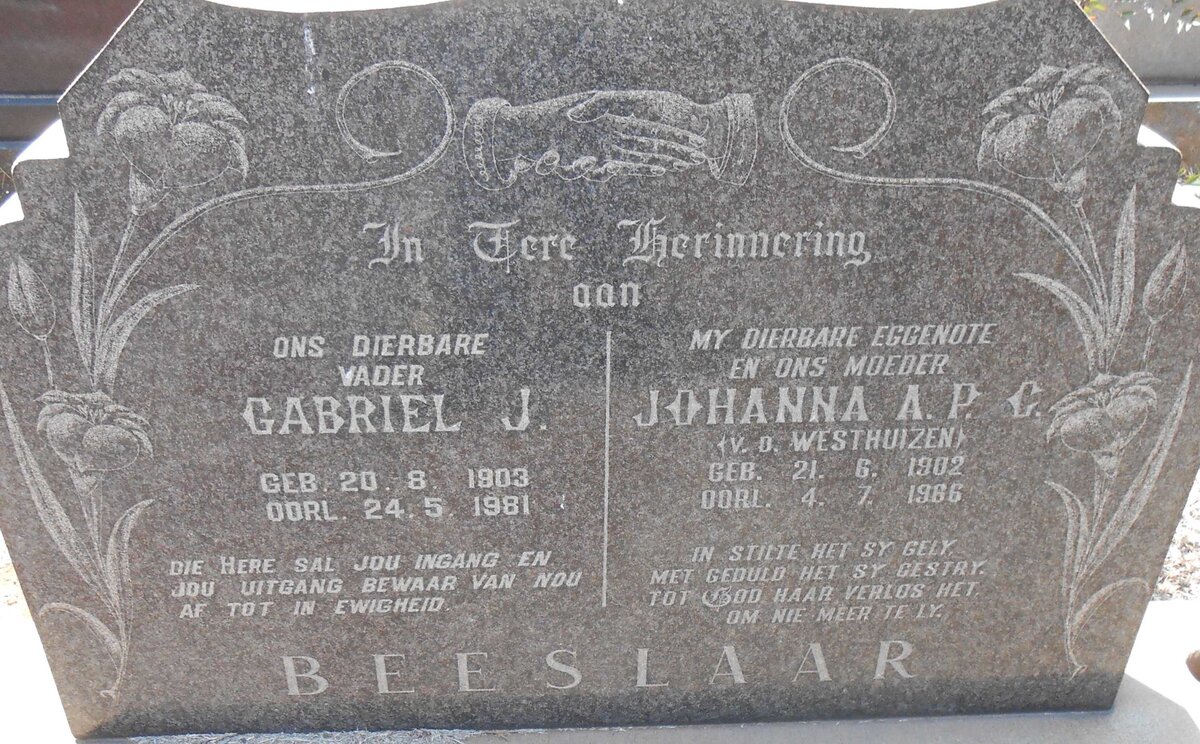 In Tere Herinnering
aan
ONS DIERBARE
VADER
GABRIEL J.
GEB. 20. 8. 1903
OORL. 24. 5. 1981
DIE HERE SAL JOU INGANG EN
JOU UITGANG BEWAAR VAN NOU
AF TOT IN EWIGHEID.
MY DIERBARE EGGENOTE
EN ONS MOEDER
JOHANNA A. P. C.
(V. D. WESTHUIZEN)
GEB. 21. 6. 1902
OORL. 4. 7. 1966
IN STILTE HET SY GELY,
MET GEDULD HET SY GESTRY,
TOT GOD HAAR VERLOS HET,
OM NIE MEER TE LY.
BEESLAAR